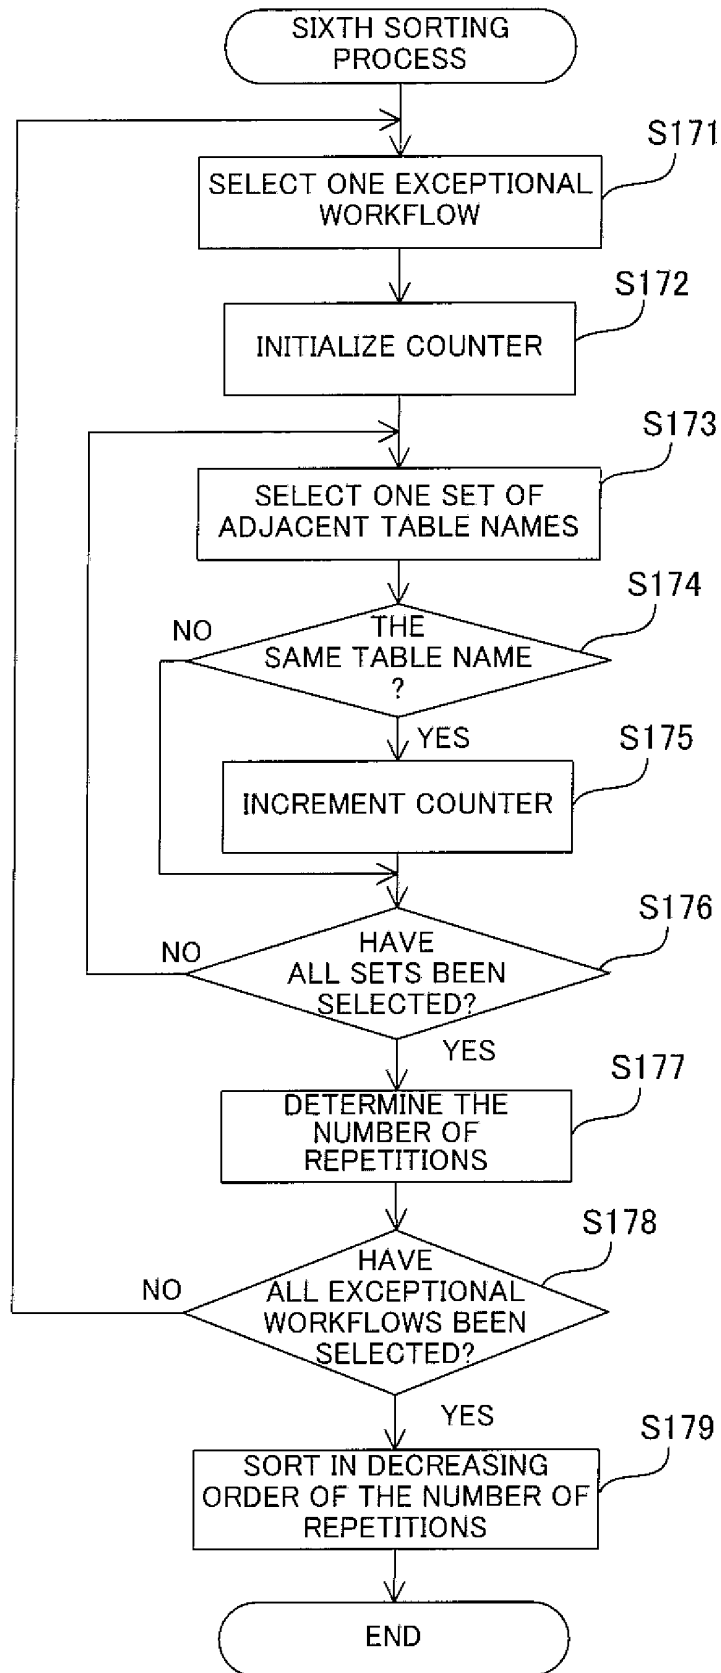 SIXTH SORTING
PROCESS
S171
SELECT ONE EXCEPTIONAL
WORKFLOW
S172
INITIALIZE COUNTER
S173
SELECT ONE SET OF
ADJACENT TABLE NAMES
S174
NO
THE
SAME TABLE NAME
?
YES
S175
INCREMENT COUNTER
S176
NO
HAVE
ALL SETS BEEN
SELECTED?
YES
S177
DETERMINE THE
NUMBER OF
REPETITIONS
S178
NO
HAVE
ALL EXCEPTIONAL
WORKFLOWS BEEN
SELECTED?
YES
S179
SORT IN DECREASING
ORDER OF THE NUMBER OF
REPETITIONS
END